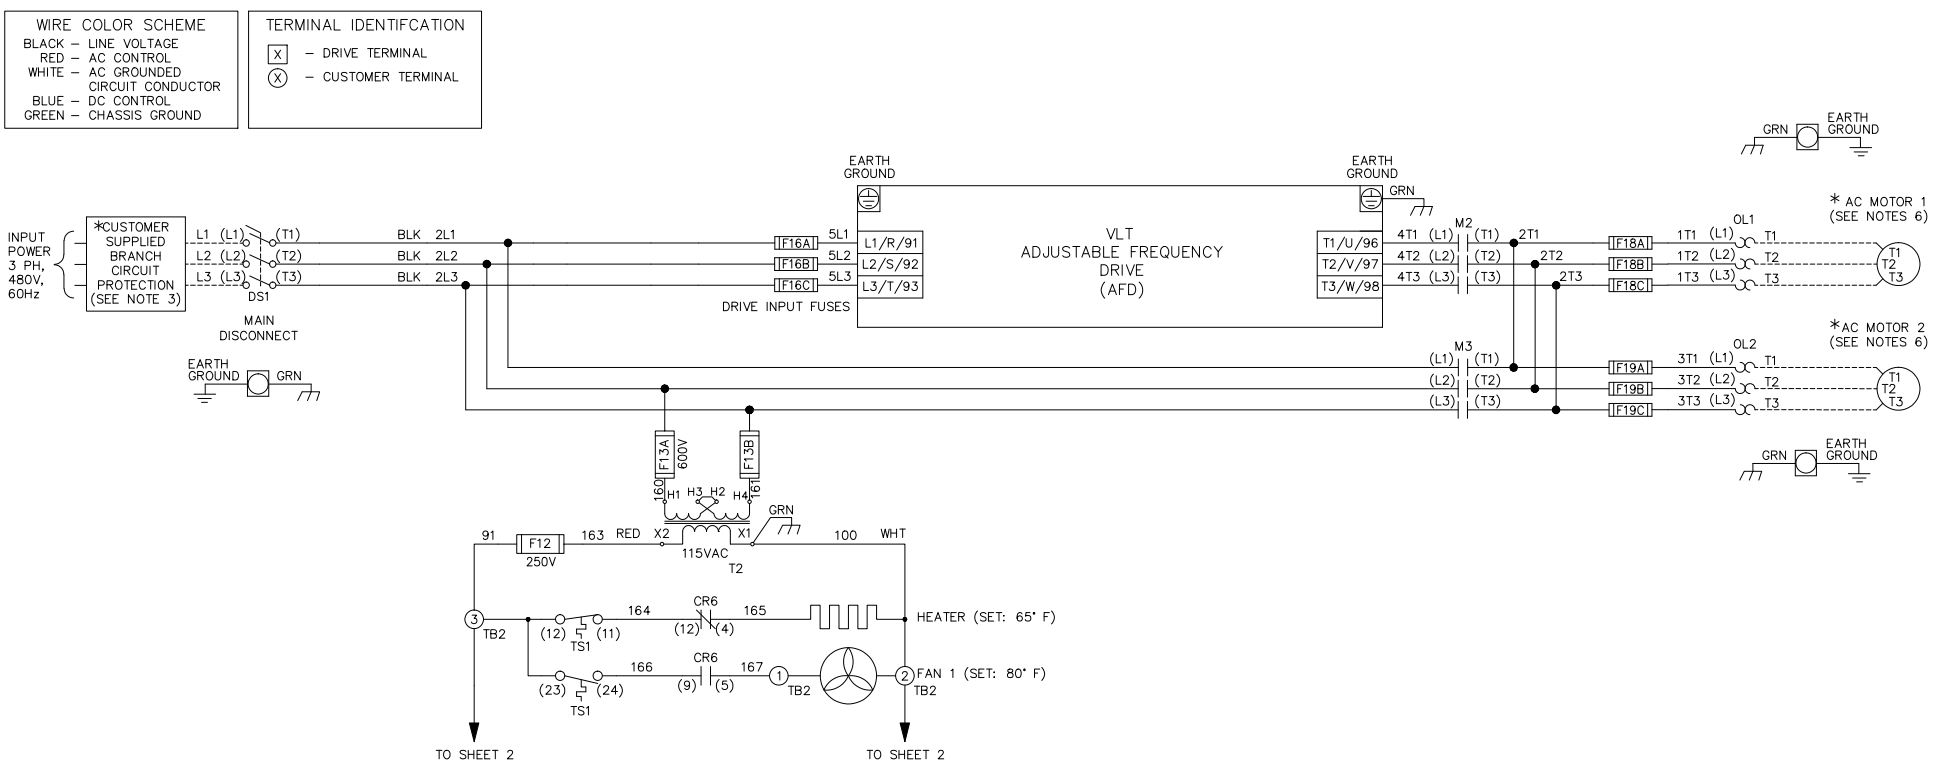 WIRE COLOR SCHEME
BLACK – LINE VOLTAGE
RED – AC CONTROL
WHITE – AC GROUNDED
CIRCUIT CONDUCTOR
BLUE – DC CONTROL
GREEN – CHASSIS GROUND
TERMINAL IDENTIFCATION
X – DRIVE TERMINAL
X – CUSTOMER TERMINAL
INPUT
POWER
3 PH,
480V,
60Hz
*CUSTOMER
SUPPLIED
BRANCH
CIRCUIT
PROTECTION
(SEE NOTE 3)
L1 (L1) (T1) BLK 2L1
L2 (L2) (T2) BLK 2L2
L3 (L3) (T3) BLK 2L3
DS1
MAIN
DISCONNECT
EARTH
GROUND GRN
F16A 5L1
F16B 5L2
F16C 5L3
DRIVE INPUT FUSES
EARTH
GROUND
L1/R/91
L2/S/92
L3/T/93
VLT
ADJUSTABLE FREQUENCY
DRIVE
(AFD)
EARTH
GROUND
GRN
T1/U/96
T2/V/97
T3/W/98
M2
4T1 (L1) (T1) 2T1
4T2 (L2) (T2) 2T2
4T3 (L3) (T3) 2T3
F18A
F18B
F18C
OL1
1T1 (L1) T1
1T2 (L2) T2
1T3 (L3) T3
GRN
EARTH
GROUND
* AC MOTOR 1
(SEE NOTES 6)
T1
T2
T3
M3
(L1) (T1)
(L2) (T2)
(L3) (T3)
F19A
F19B
F19C
OL2
3T1 (L1) T1
3T2 (L2) T2
3T3 (L3) T3
*AC MOTOR 2
(SEE NOTES 6)
T1
T2
T3
GRN
EARTH
GROUND
F13A
600V
F13B
160
161
H1 H3 H2 H4
GRN
91 F12 163 RED X2 X1 100 WHT
250V
115VAC
T2
3
TB2
164 CR6 165
(12) (11) (12) (4)
TS1
HEATER (SET: 65° F)
166 CR6 167
(23) (24) (9) (5)
TS1
1
TB2
2
TB2
FAN 1 (SET: 80° F)
TO SHEET 2
TO SHEET 2